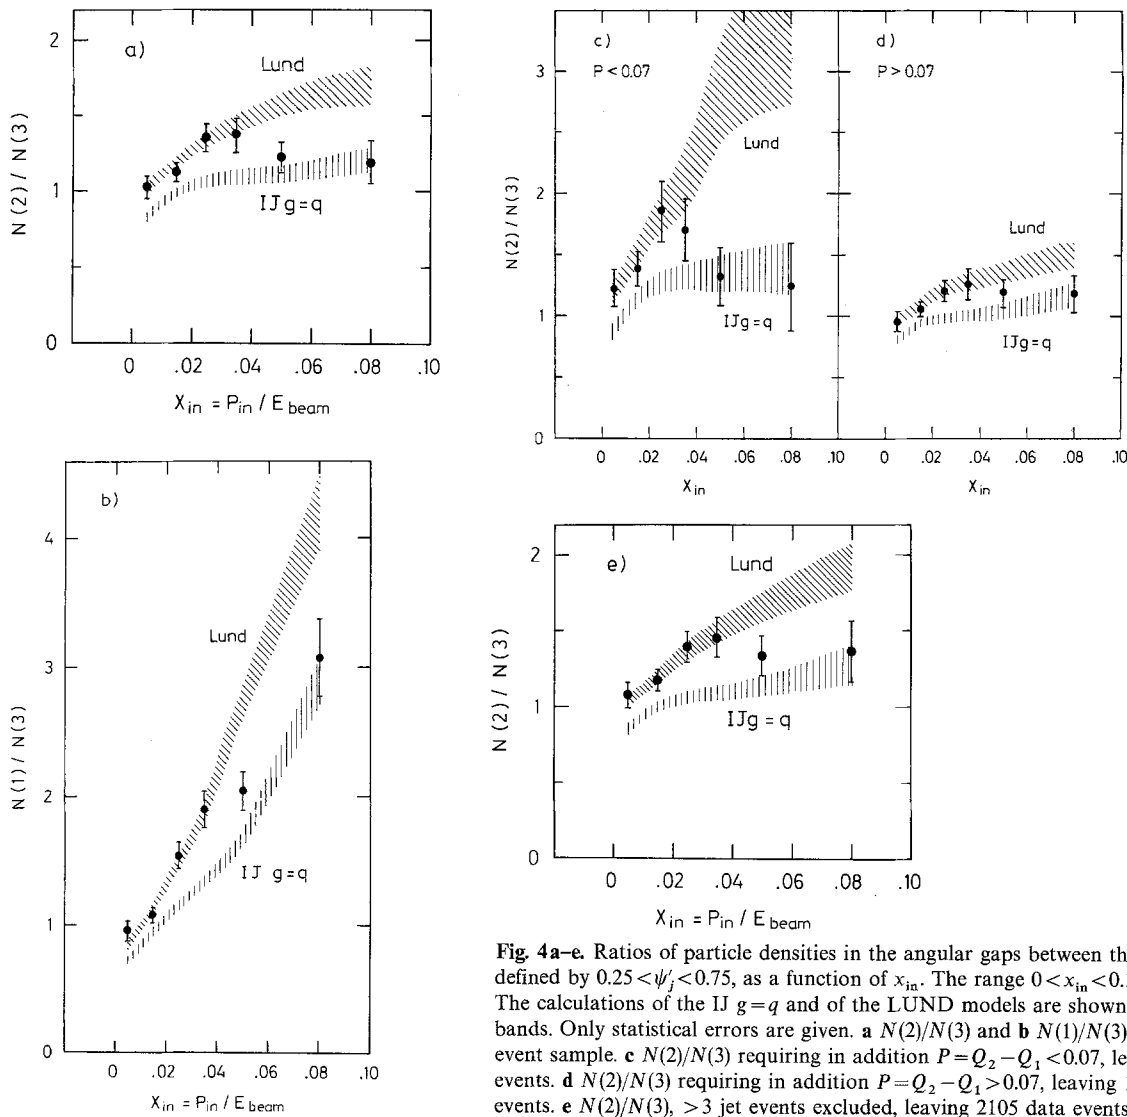 a)
Lund
IJ g=q
N(2) / N(3)
2
1
0
0 .02 .04 .06 .08 .10
X_in = P_in / E_beam
b)
Lund
IJ g=q
N(1) / N(3)
4
3
2
1
0
0 .02 .04 .06 .08 .10
X_in = P_in / E_beam
c)
P < 0.07
Lund
IJg=q
N(2) / N(3)
3
2
1
0
0 .02 .04 .06 .08
X_in
d)
P > 0.07
Lund
IJg=q
0 .02 .04 .06 .08 .10
X_in
e)
Lund
IJg=q
N(2) / N(3)
2
1
0
0 .02 .04 .06 .08 .10
X_in = P_in / E_beam
Fig. 4a–e. Ratios of particle densities in the angular gaps between th
defined by 0.25<ψ′_j<0.75, as a function of x_in. The range 0<x_in<0.
The calculations of the IJ g=q and of the LUND models are shown
bands. Only statistical errors are given. a N(2)/N(3) and b N(1)/N(3)
event sample. c N(2)/N(3) requiring in addition P=Q₂−Q₁<0.07, le
events. d N(2)/N(3) requiring in addition P=Q₂−Q₁>0.07, leaving
events. e N(2)/N(3), >3 jet events excluded, leaving 2105 data events